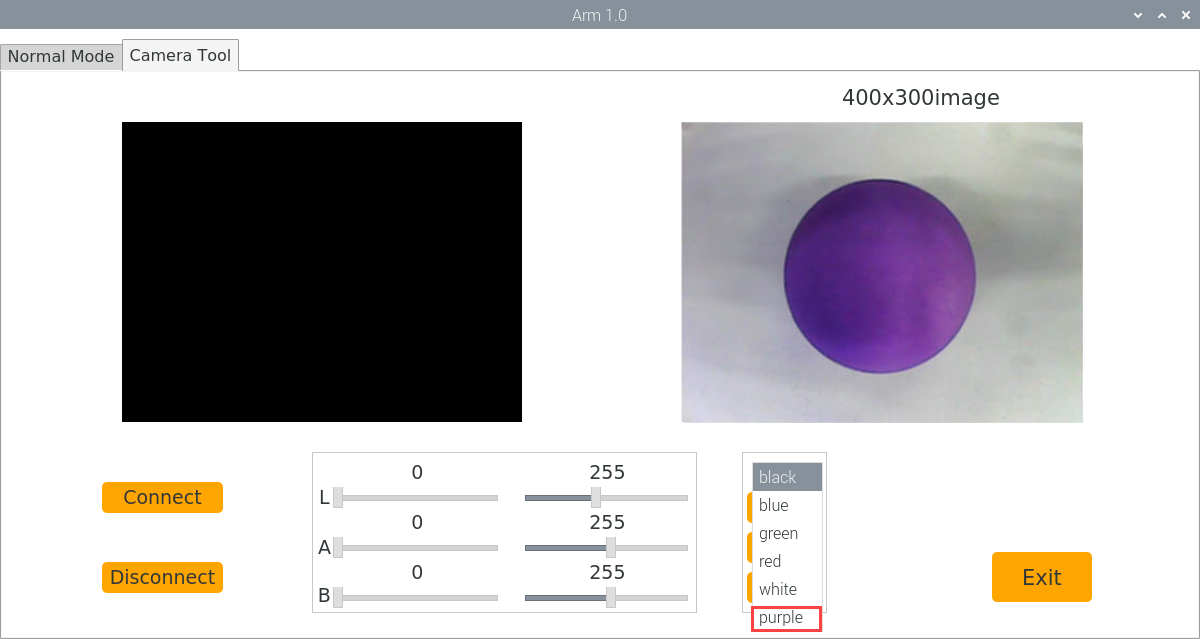 Arm 1.0
Normal Mode
Camera Tool
400x300image
Connect
Disconnect
0
255
L
0
255
A
0
255
B
black
blue
green
red
white
purple
Exit